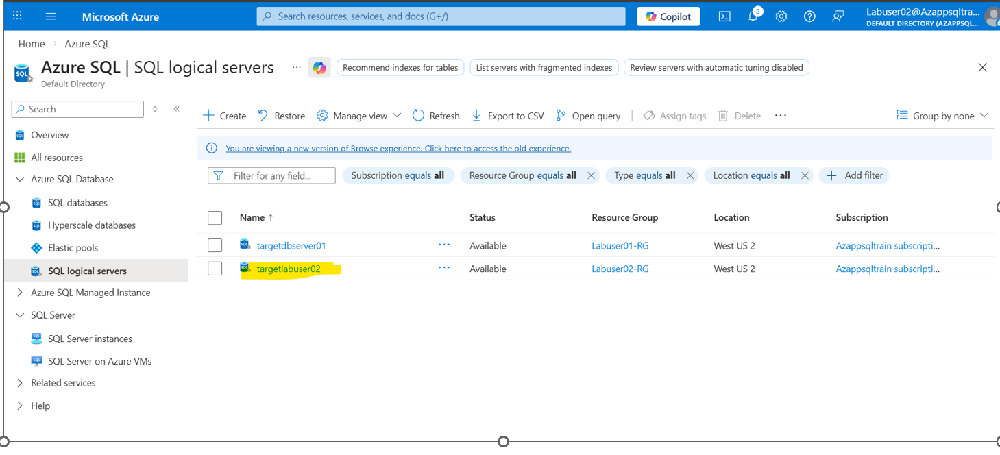 Microsoft Azure
Search resources, services, and docs (G+/)
Copilot
2
Labuser02@Azappsqltra...
DEFAULT DIRECTORY (AZAPPSQL...
Home > Azure SQL
SQL
Azure SQL | SQL logical servers
...
Recommend indexes for tables
List servers with fragmented indexes
Review servers with automatic tuning disabled
Default Directory
Search
Create
Restore
Manage view
Refresh
Export to CSV
Open query
Assign tags
Delete
...
Group by none
Overview
All resources
Azure SQL Database
SQL databases
Hyperscale databases
Elastic pools
SQL logical servers
Azure SQL Managed Instance
SQL Server
SQL Server instances
SQL Server on Azure VMs
Related services
Help
You are viewing a new version of Browse experience. Click here to access the old experience.
Filter for any field...
Subscription equals all
Resource Group equals all
Type equals all
Location equals all
Add filter
Name ↑ Status Resource Group Location Subscription
targetdbserver01 ... Available Labuser01-RG West US 2 Azappsqltrain subscripti...
targetlabuser02 ... Available Labuser02-RG West US 2 Azappsqltrain subscripti...